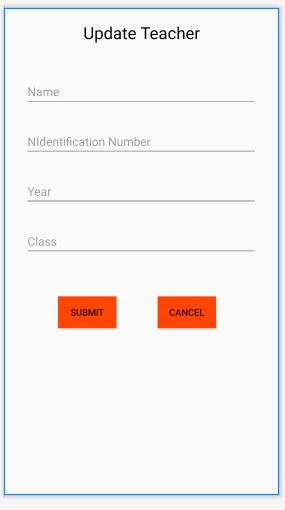 Update Teacher
Name
NIdentification Number
Year
Class
SUBMIT CANCEL